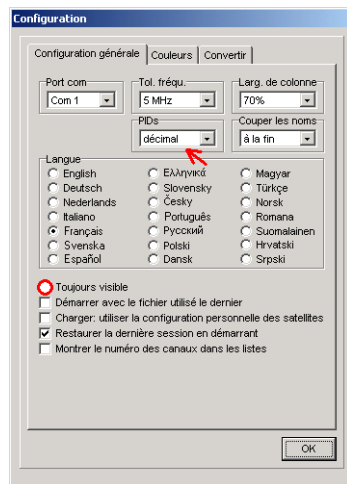 Configuration
Configuration générale Couleurs Convertir
Port com Tol. fréqu. Larg. de colonne
Com 1 5 MHz 70%
PIDs Couper les noms
décimal à la fin
Langue
English Ελληνικά Magyar
Deutsch Slovensky Türkçe
Nederlands Česky Norsk
Italiano Português Romana
Français Русский Suomalainen
Svenska Polski Hrvatski
Español Dansk Srpski
Toujours visible
Démarrer avec le fichier utilisé le dernier
Charger: utiliser la configuration personnelle des satellites
Restaurer la dernière session en démarrant
Montrer le numéro des canaux dans les listes
OK